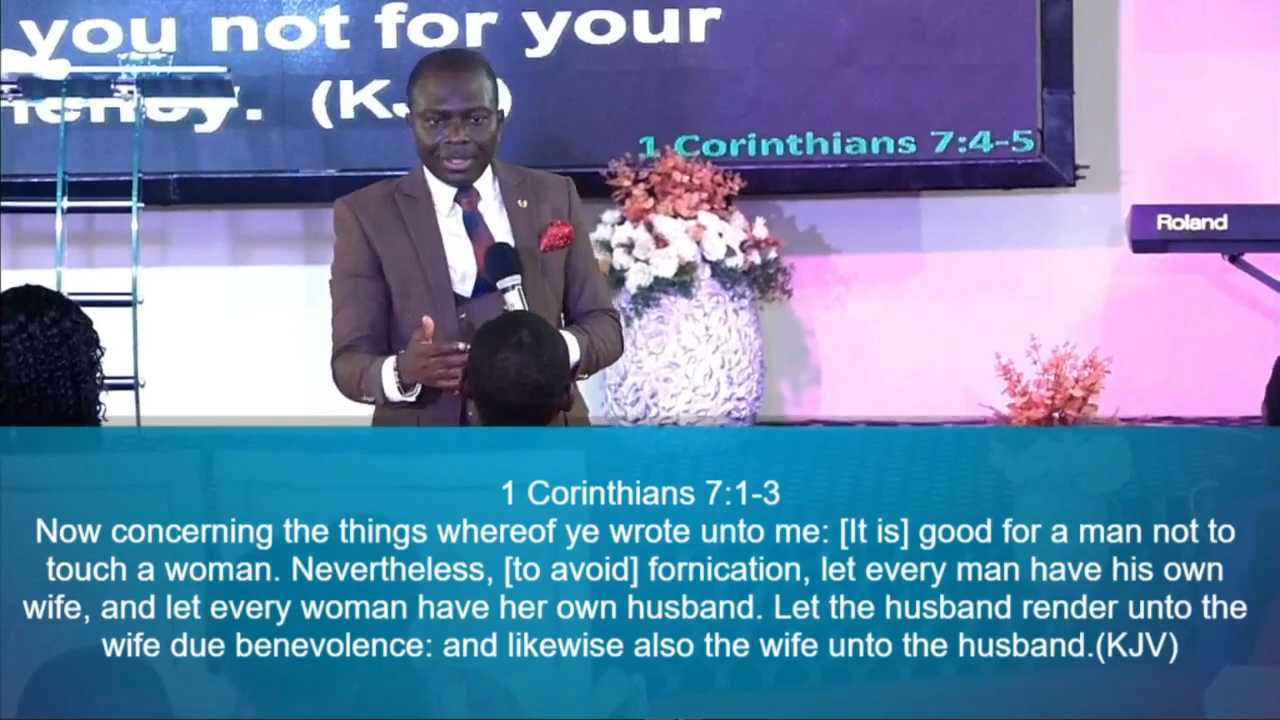 you not for your
(K
1 Corinthians 7:4-5
Roland
1 Corinthians 7:1-3
Now concerning the things whereof ye wrote unto me: [It is] good for a man not to
touch a woman. Nevertheless, [to avoid] fornication, let every man have his own
wife, and let every woman have her own husband. Let the husband render unto the
wife due benevolence: and likewise also the wife unto the husband.(KJV)